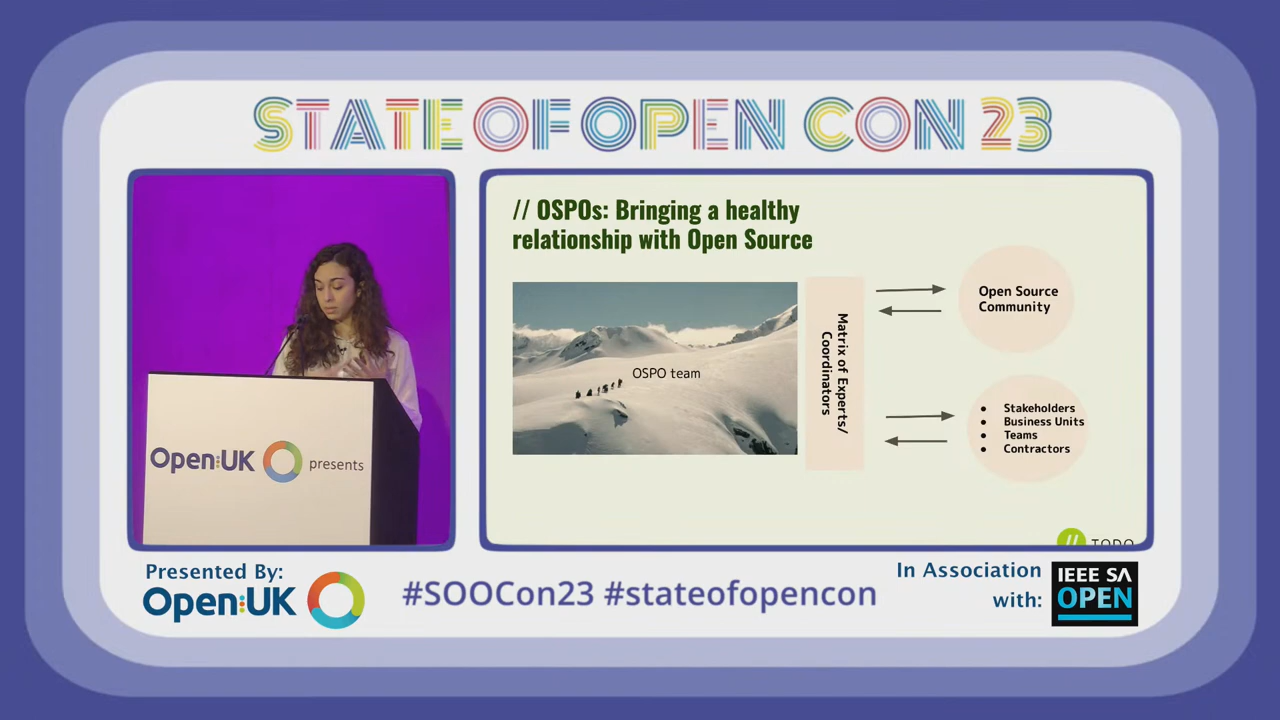 STATE OF OPEN CON 23
Open:UK presents
// OSPOs: Bringing a healthy
relationship with Open Source
OSPO team
Matrix of Experts/
Coordinators
Open Source
Community
Stakeholders
Business Units
Teams
Contractors
TODO
Presented By:
Open:UK
#SOOCon23 #stateofopencon
In Association
with:
IEEE SA
OPEN